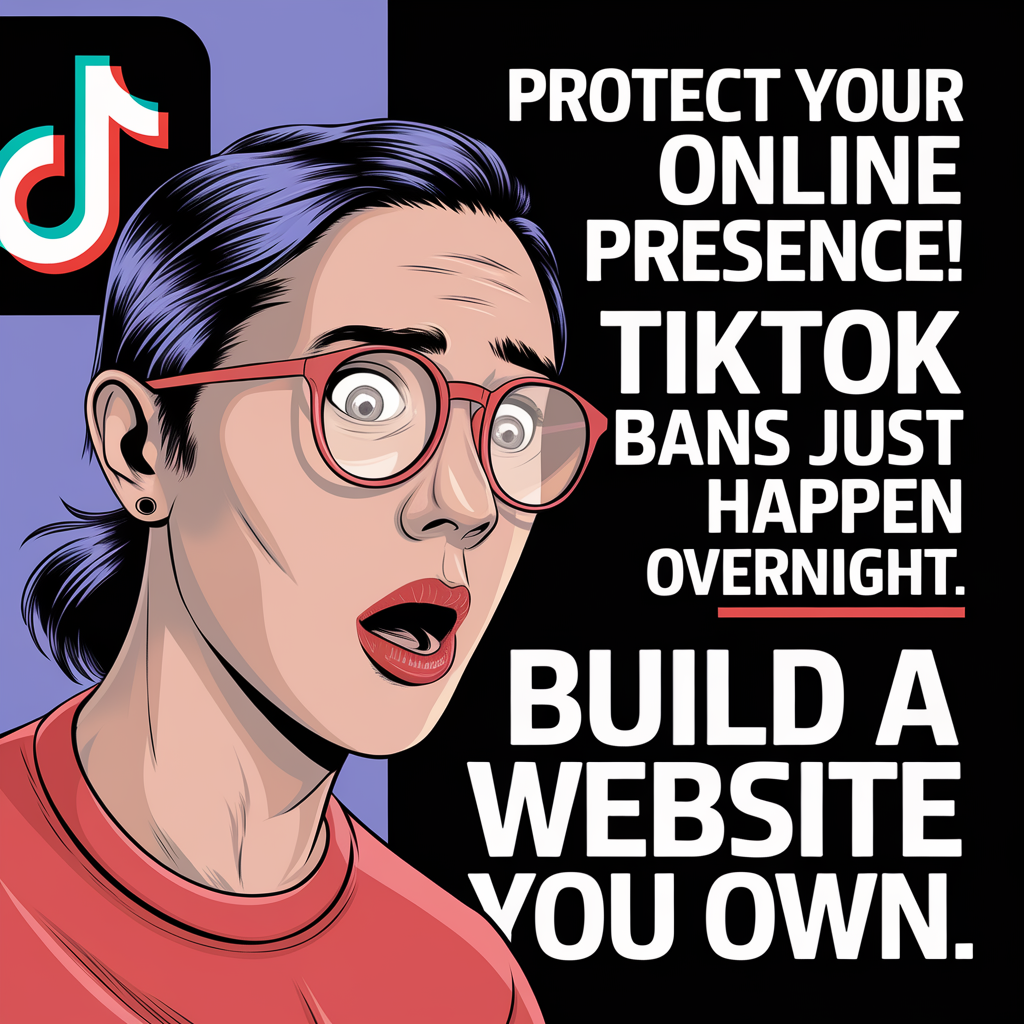 PROTECT YOUR
ONLINE
PRESENCE!
TIKTOK
BANS JUST
HAPPEN
OVERNIGHT.
BUILD A
WEBSITE
YOU OWN.